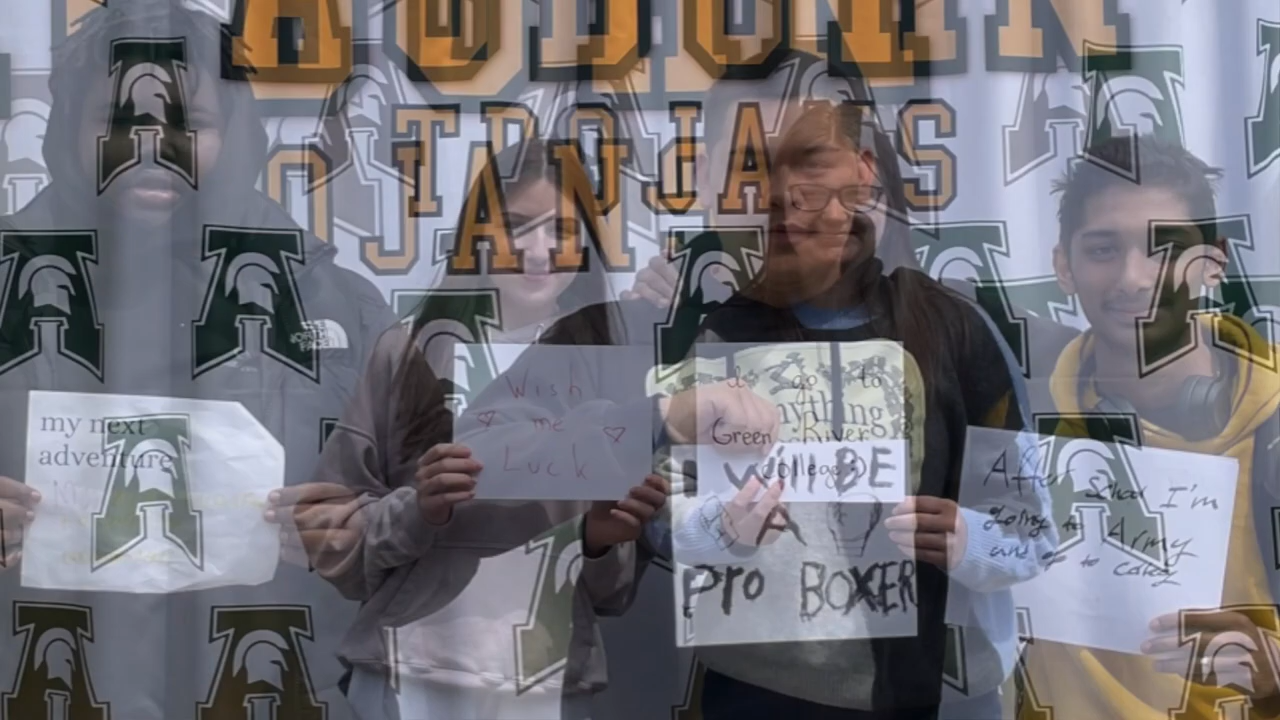 AUBURN
TROJANS
OJANS
THE
NORTH
FACE
my next
adventure
Wish
me
Luck
I go to
anything
Green River
College :)
I will BE
A
Pro BOXER
After School I'm
going to Army
and go to college